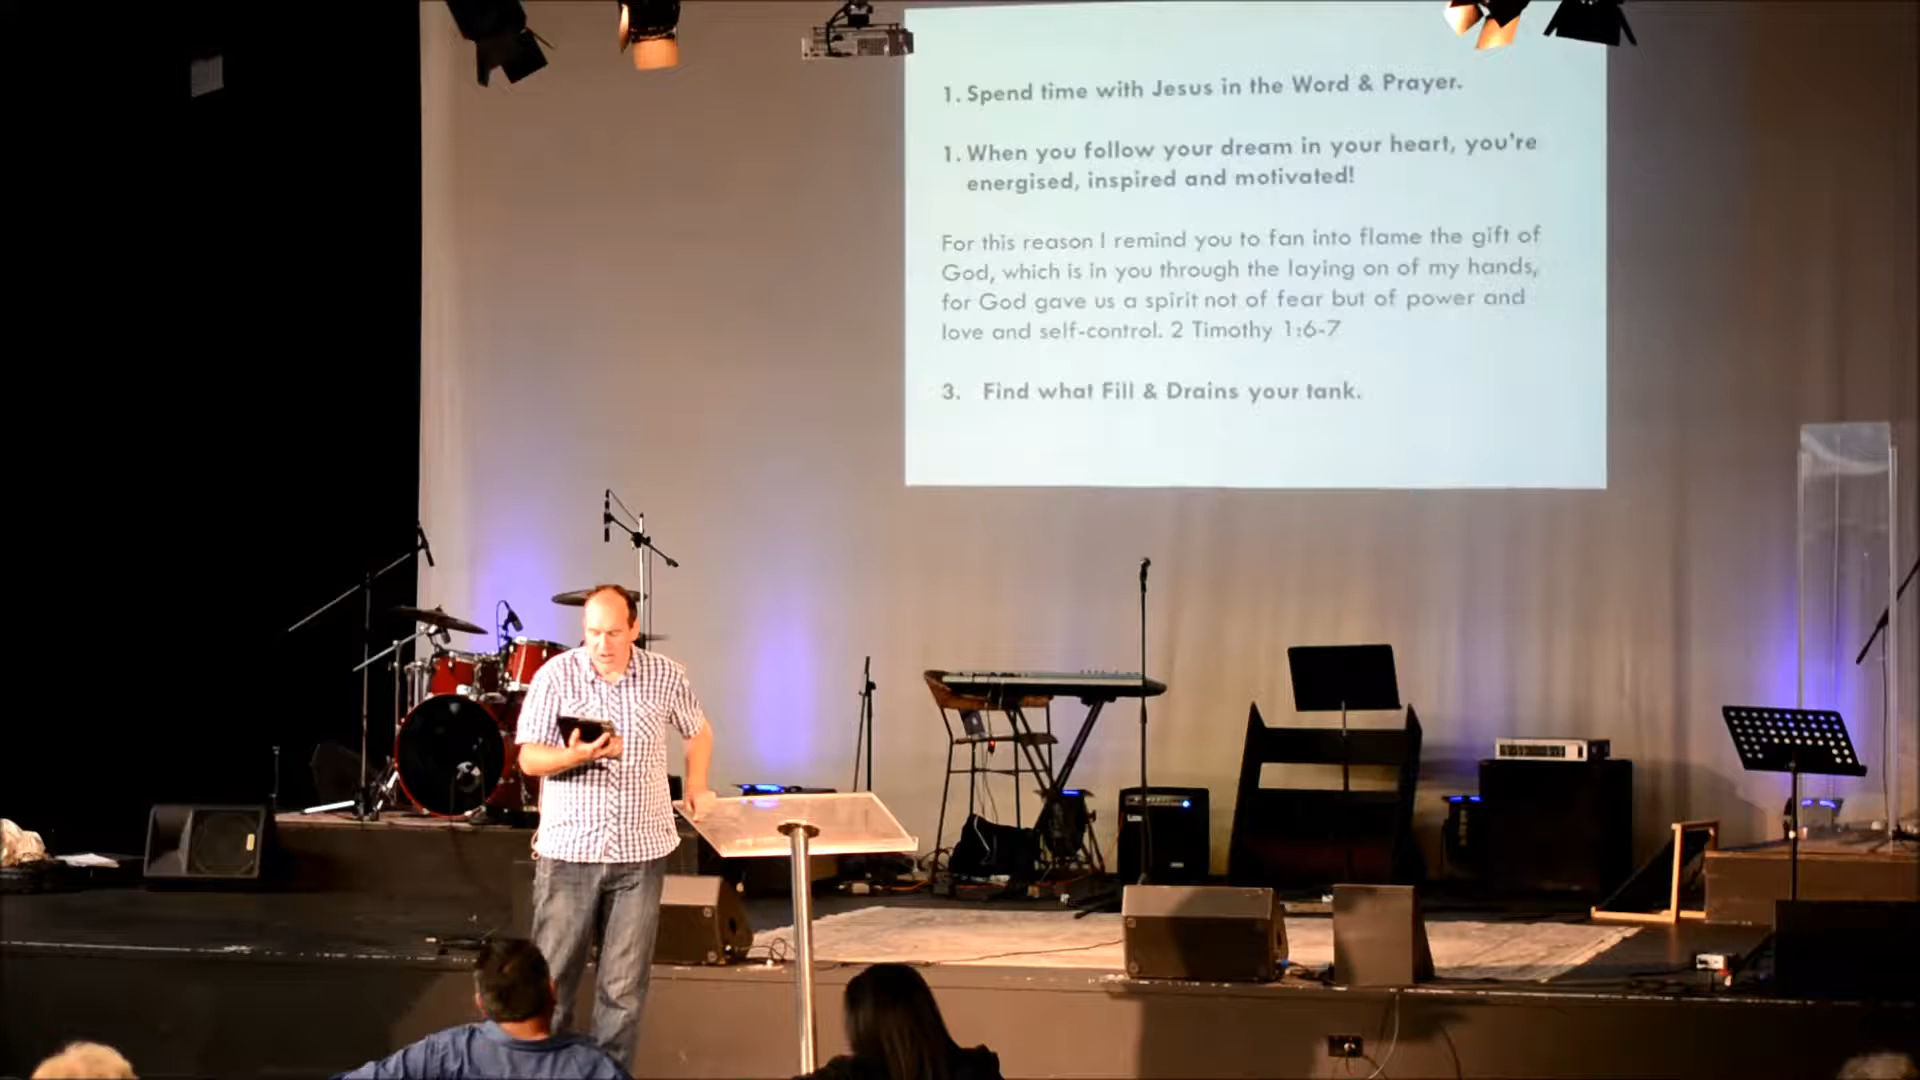 1. Spend time with Jesus in the Word & Prayer.
1. When you follow your dream in your heart, you're
energised, inspired and motivated!
For this reason I remind you to fan into flame the gift of
God, which is in you through the laying on of my hands,
for God gave us a spirit not of fear but of power and
love and self-control. 2 Timothy 1:6-7
3. Find what Fill & Drains your tank.